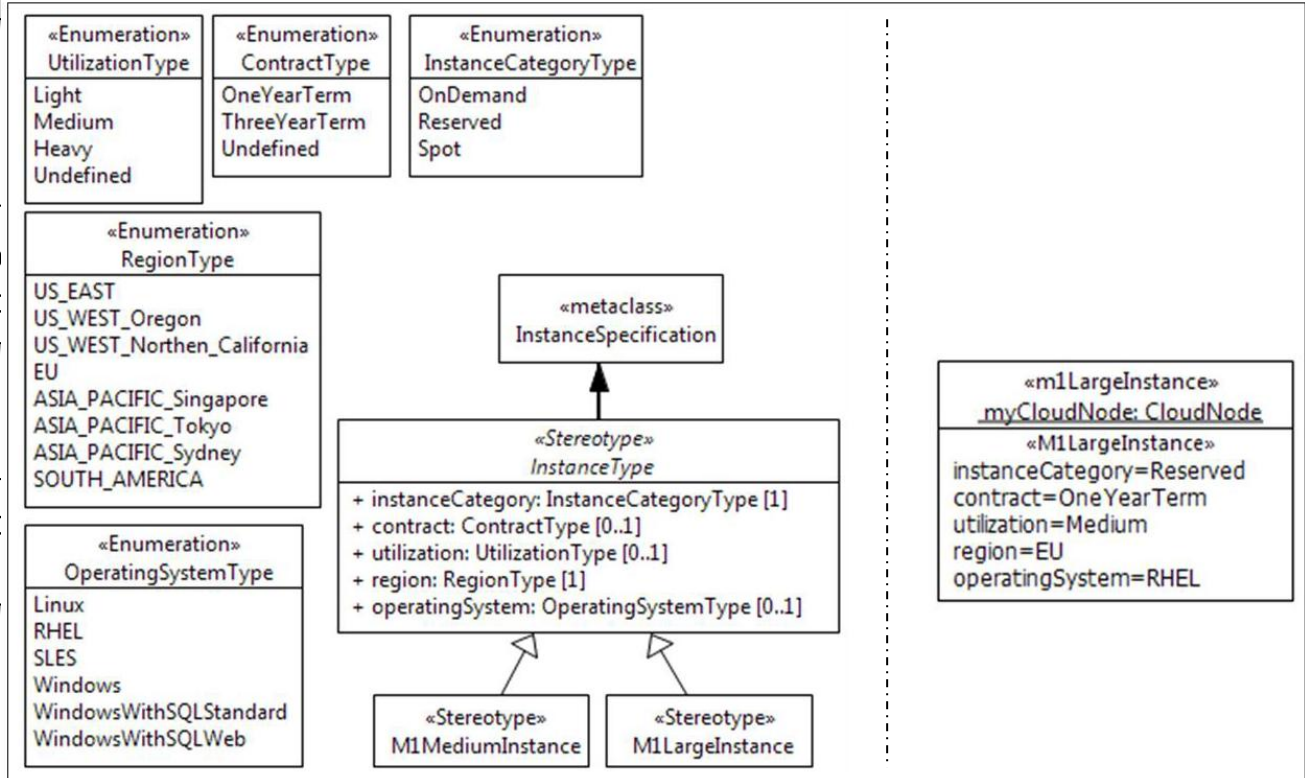 «Enumeration»
UtilizationType
Light
Medium
Heavy
Undefined
«Enumeration»
ContractType
OneYearTerm
ThreeYearTerm
Undefined
«Enumeration»
InstanceCategoryType
OnDemand
Reserved
Spot
«Enumeration»
RegionType
US_EAST
US_WEST_Oregon
US_WEST_Northen_California
EU
ASIA_PACIFIC_Singapore
ASIA_PACIFIC_Tokyo
ASIA_PACIFIC_Sydney
SOUTH_AMERICA
«Enumeration»
OperatingSystemType
Linux
RHEL
SLES
Windows
WindowsWithSQLStandard
WindowsWithSQLWeb
«metaclass»
InstanceSpecification
«Stereotype»
InstanceType
+ instanceCategory: InstanceCategoryType [1]
+ contract: ContractType [0..1]
+ utilization: UtilizationType [0..1]
+ region: RegionType [1]
+ operatingSystem: OperatingSystemType [0..1]
«Stereotype»
M1MediumInstance
«Stereotype»
M1LargeInstance
«m1LargeInstance»
myCloudNode: CloudNode
«M1LargeInstance»
instanceCategory=Reserved
contract=OneYearTerm
utilization=Medium
region=EU
operatingSystem=RHEL